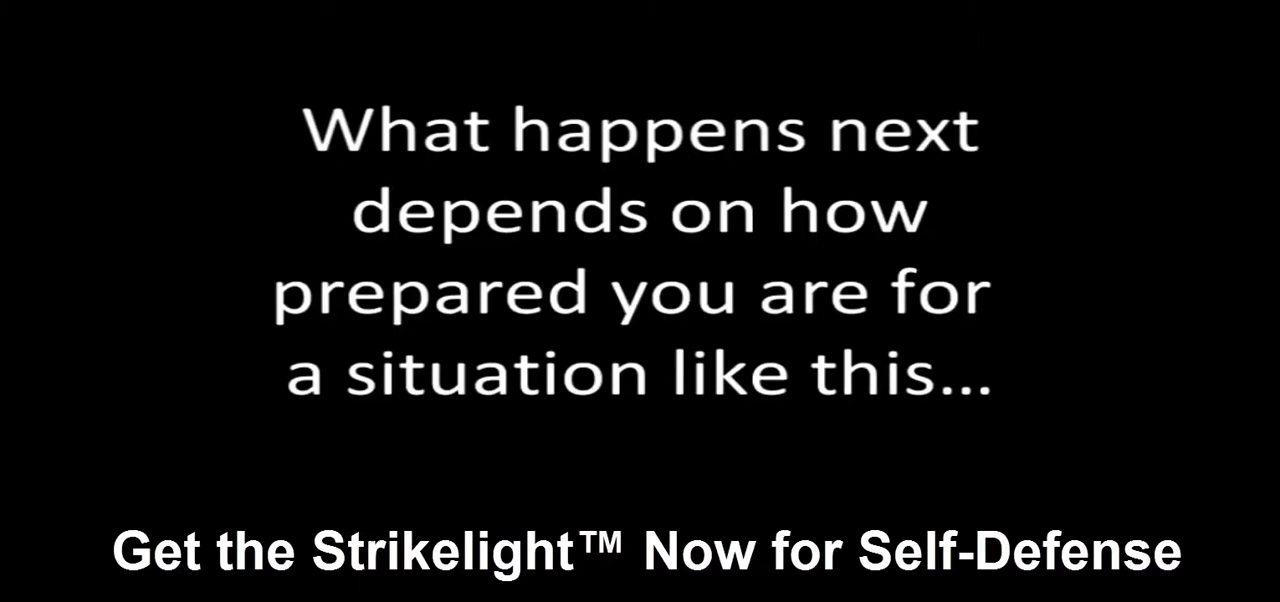 What happens next
depends on how
prepared you are for
a situation like this...
Get the Strikelight™ Now for Self-Defense